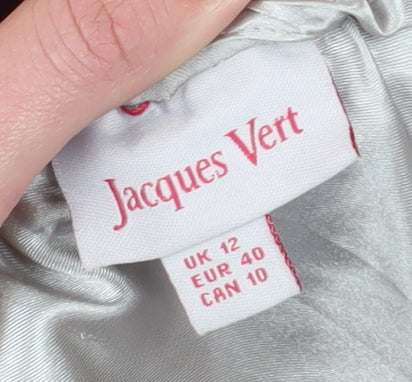 Jacques Vert
UK 12
EUR 40
CAN 10